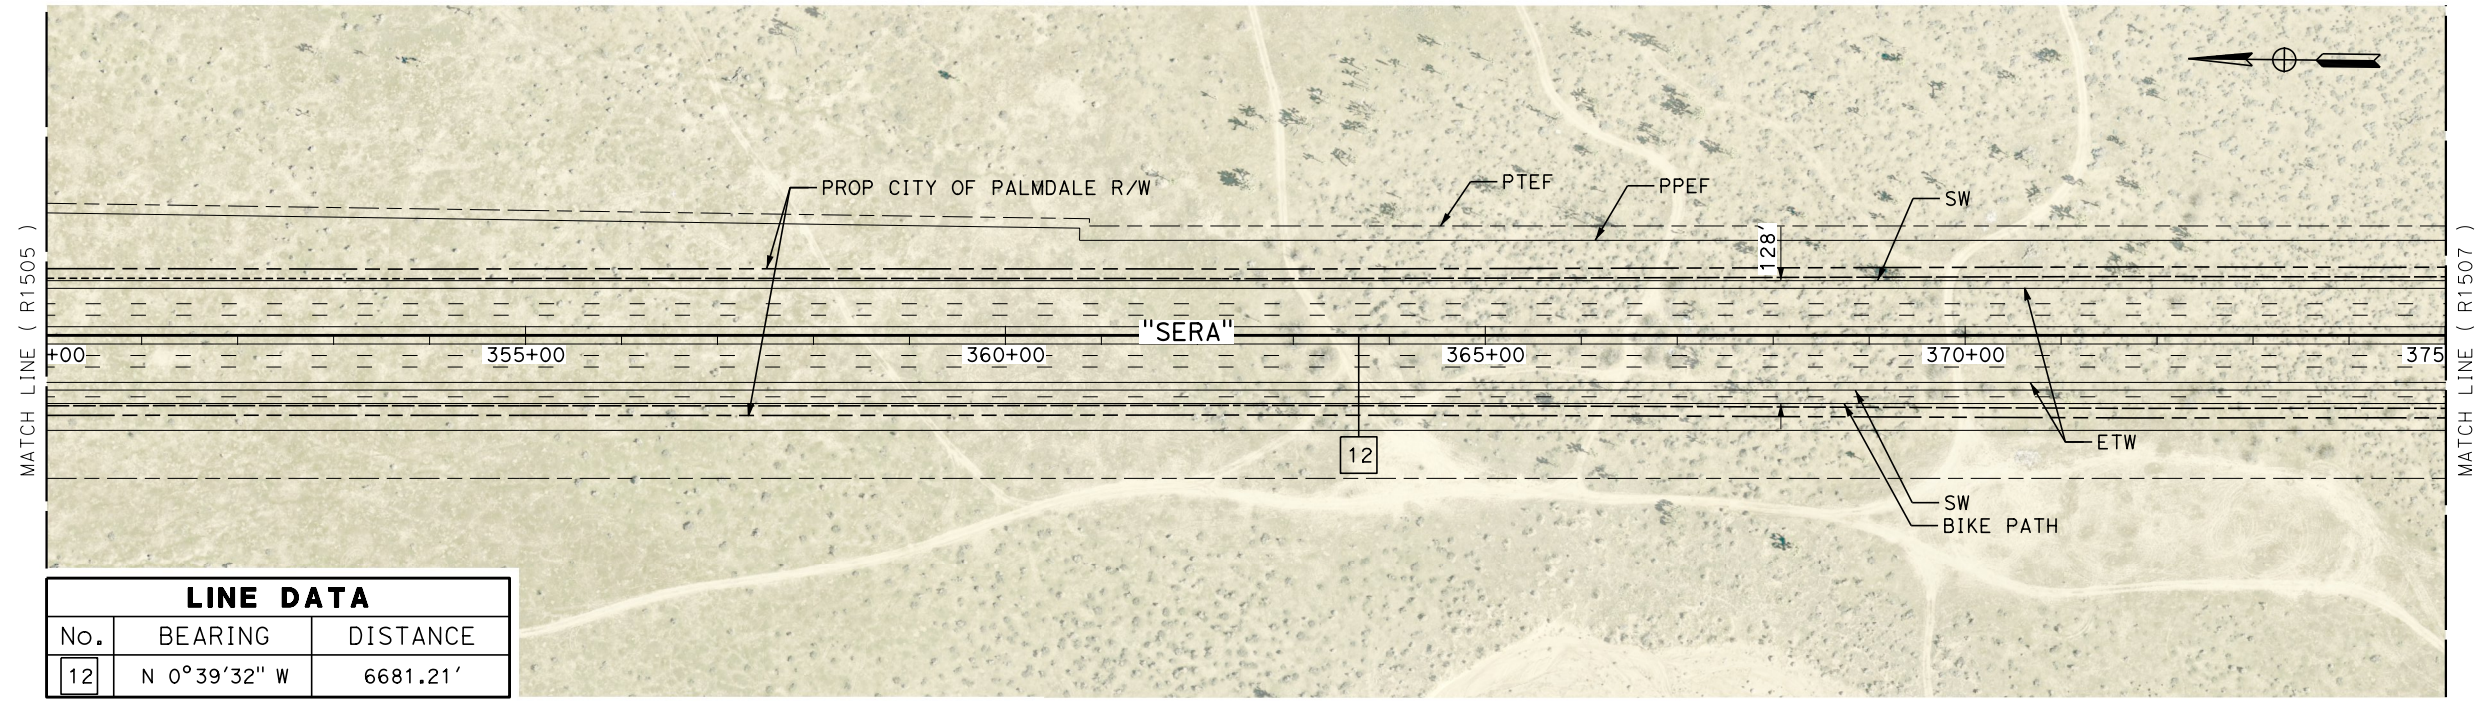 PROP CITY OF PALMDALE R/W
PTEF
PPEF
SW
128'
MATCH LINE ( R1505 )
MATCH LINE ( R1507 )
"SERA"
+00
355+00
360+00
365+00
370+00
375
12
ETW
SW
BIKE PATH
LINE DATA
No. BEARING DISTANCE
12 N 0°39'32" W 6681.21'